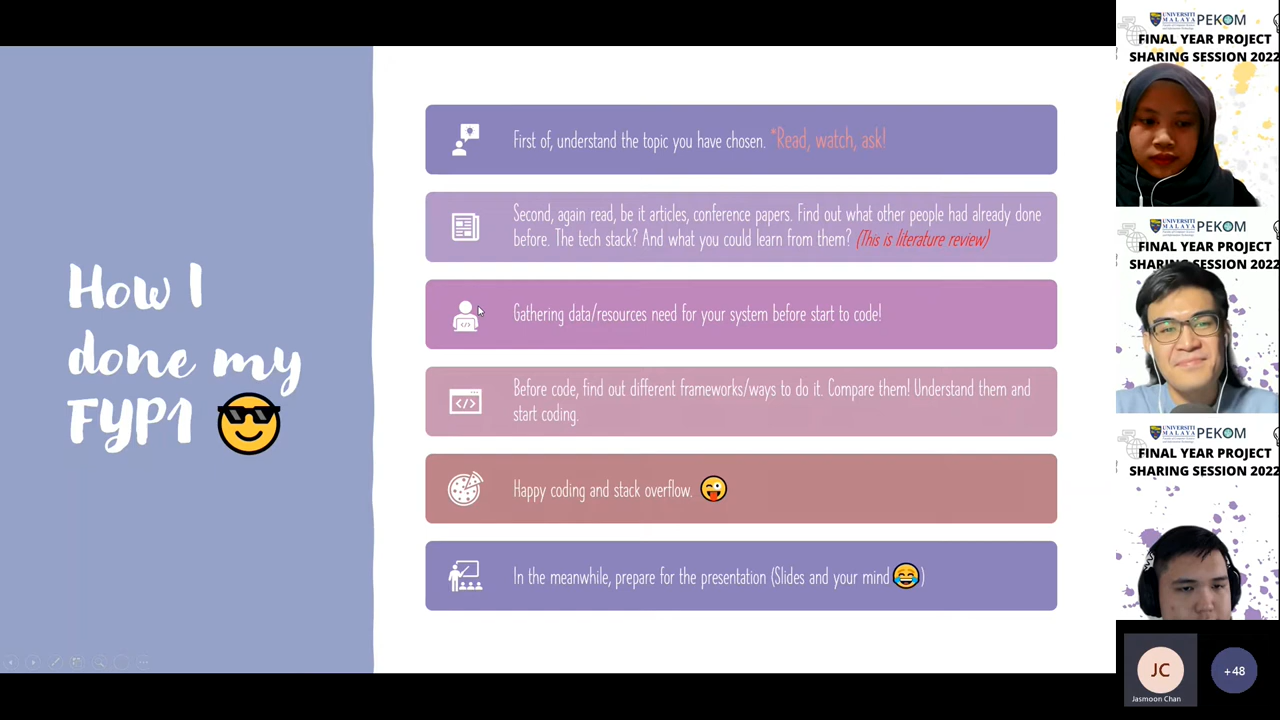 How I
done my
FYP1
First of, understand the topic you have chosen. *Read, watch, ask!
Second, again read, be it articles, conference papers. Find out what other people had already done
before. The tech stack? And what you could learn from them? (This is literature review)
Gathering data/resources need for your system before start to code!
Before code, find out different frameworks/ways to do it. Compare them! Understand them and
start coding.
Happy coding and stack overflow.
In the meanwhile, prepare for the presentation (Slides and your mind😂)
UNIVERSITI
MALAYA
PEKOM
FINAL YEAR PROJECT
SHARING SESSION 2022
UNIVERSITI
MALAYA
PEKOM
FINAL YEAR PROJECT
SHARING SESSION 2022
UNIVERSITI
MALAYA
PEKOM
FINAL YEAR PROJECT
SHARING SESSION 2022
JC
Jasmoon Chan
+48